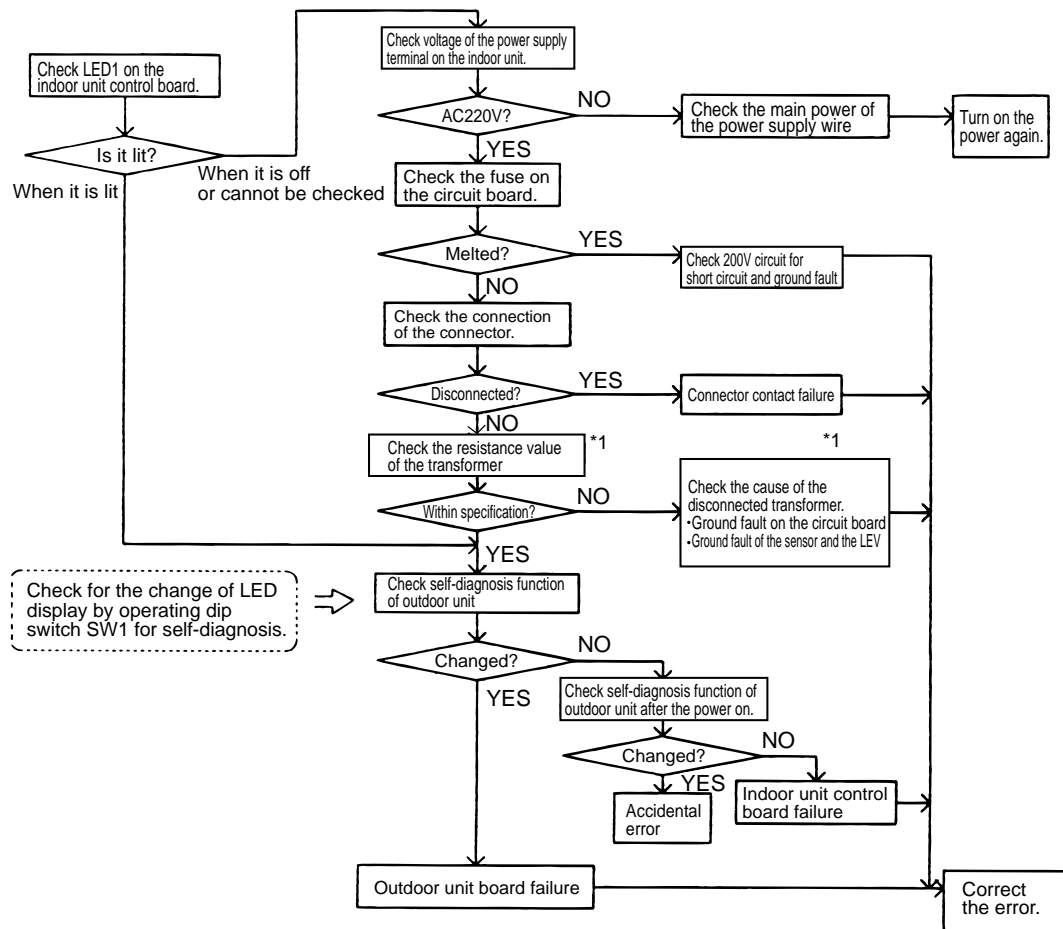 Check voltage of the power supply
terminal on the indoor unit.
Check LED1 on the
indoor unit control board.
AC220V?
NO
Check the main power of
the power supply wire
Turn on the
power again.
Is it lit?
YES
When it is lit
When it is off
or cannot be checked
Check the fuse on
the circuit board.
Melted?
YES
Check 200V circuit for
short circuit and ground fault
NO
Check the connection
of the connector.
Disconnected?
YES
Connector contact failure
NO
Check the resistance value
of the transformer
*1
*1
Within specification?
NO
Check the cause of the
disconnected transformer.
•Ground fault on the circuit board
•Ground fault of the sensor and the LEV
YES
Check for the change of LED
display by operating dip
switch SW1 for self-diagnosis.
Check self-diagnosis function
of outdoor unit
Changed?
NO
YES
Check self-diagnosis function of
outdoor unit after the power on.
Changed?
NO
YES
Accidental
error
Indoor unit control
board failure
Outdoor unit board failure
Correct
the error.